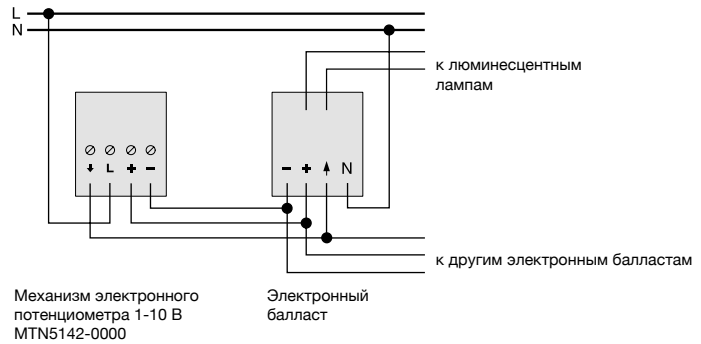 L
N
к люминесцентным
лампам
↓ L + −
− + ↑ N
к другим электронным балластам
Механизм электронного
потенциометра 1-10 В
MTN5142-0000
Электронный
балласт